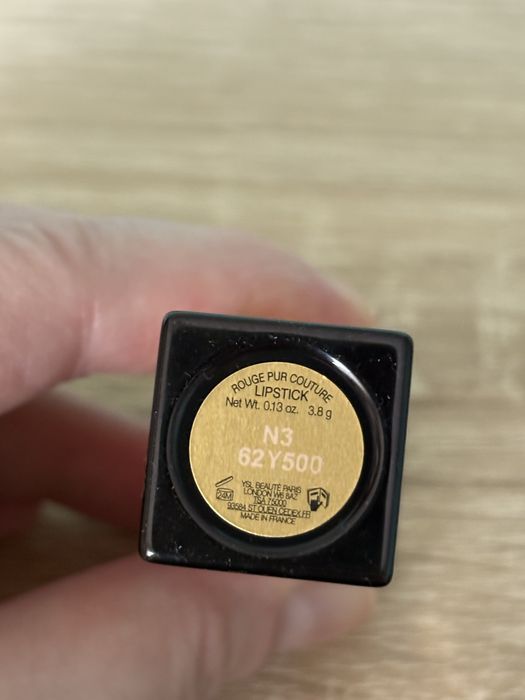 ROUGE PUR COUTURE
LIPSTICK
Net Wt. 0.13 oz. 3.8 g
N3
62Y500
YSL BEAUTÉ PARIS
LONDON W6 8AZ
24M
TSA 75000
93584 ST OUEN CEDEX.FR
MADE IN FRANCE